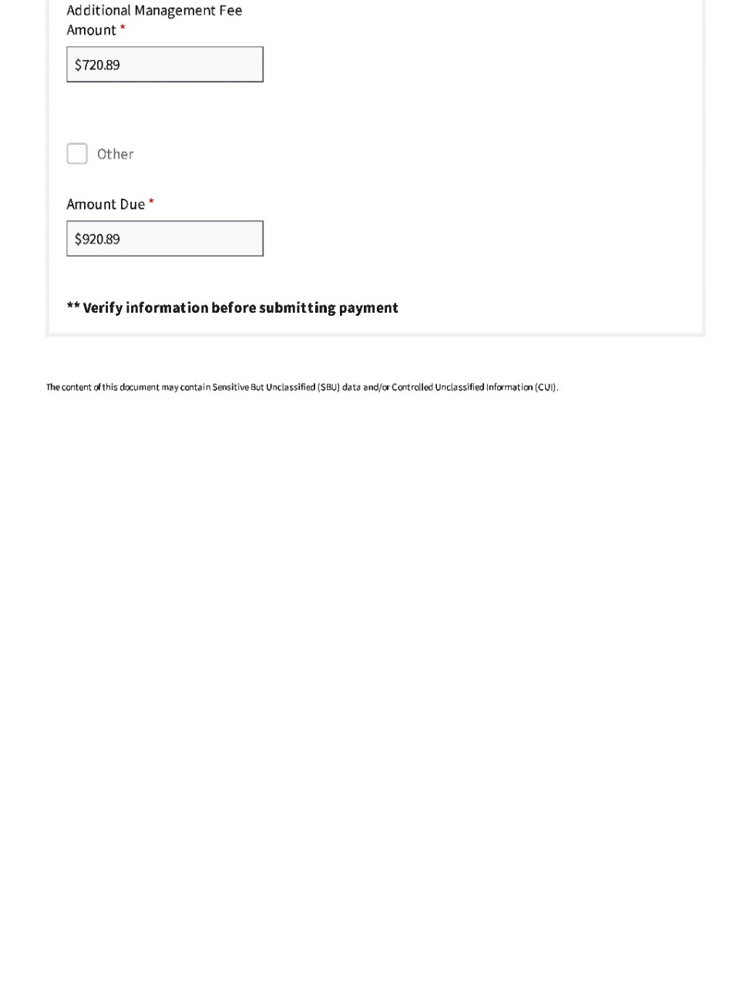 Additional Management Fee
Amount *
$720.89
Other
Amount Due *
$920.89
** Verify information before submitting payment
The content of this document may contain Sensitive But Unclassified (SBU) data and/or Controlled Unclassified Information (CUI).